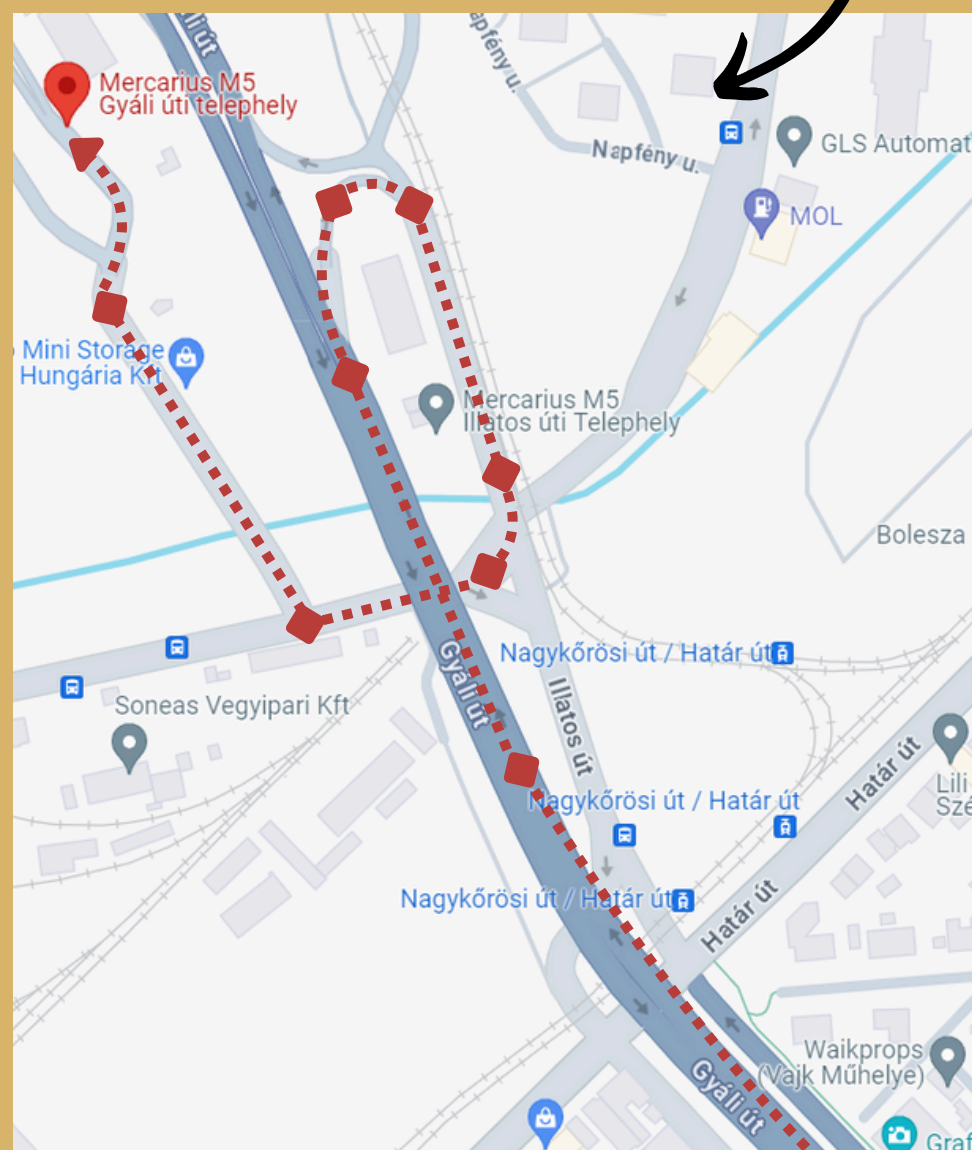 Mercarius M5
Gyáli úti telephely
Napfény u.
GLS Automat
MOL
Mini Storage
Hungária Kft
Mercarius M5
Illatos úti Telephely
Bolesza
Gyáli út
Nagykőrösi út / Határ út
Illatos út
Soneas Vegyipari Kft
Határ út
Lili
Szé
Nagykőrösi út / Határ út
Nagykőrösi út / Határ út
Határ út
Waikprops
(Vajk Műhelye)
Gyáli út
Graf